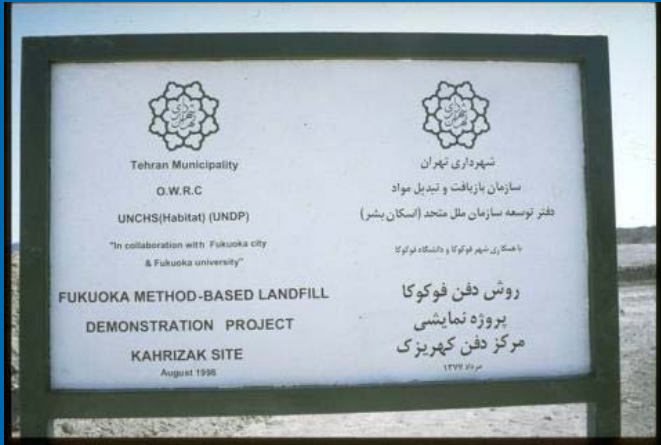 Tehran Municipality
O.W.R.C
UNCHS(Habitat) (UNDP)
"In collaboration with Fukuoka city
& Fukuoka university"
FUKUOKA METHOD-BASED LANDFILL
DEMONSTRATION PROJECT
KAHRIZAK SITE
August 1998
شهرداری تهران
سازمان بازیافت و تبدیل مواد
دفتر توسعه سازمان ملل متحد (اسکان بشر)
با همکاری شهر فوکوکا و دانشگاه فوکوکا
روش دفن فوکوکا
پروژه نمایشی
مرکز دفن کهریزک
مرداد ۱۳۷۷